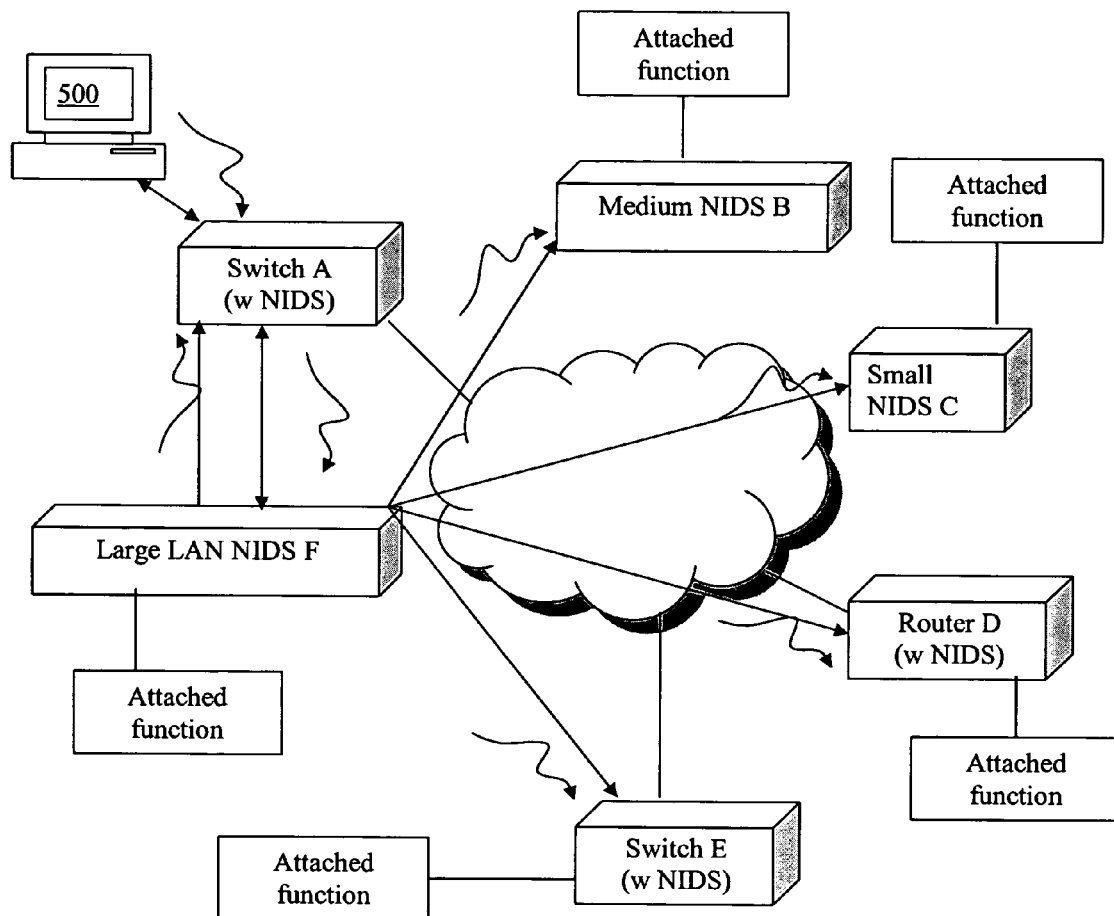 Attached
function
500
Medium NIDS B
Attached
function
Switch A
(w NIDS)
Small
NIDS C
Large LAN NIDS F
Router D
(w NIDS)
Attached
function
Attached
function
Switch E
(w NIDS)
Attached
function